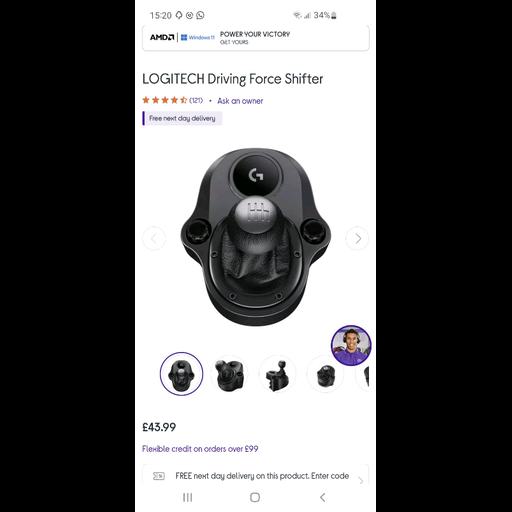 15:20 34%
AMD Windows 11 POWER YOUR VICTORY
GET YOURS
LOGITECH Driving Force Shifter
(121) • Ask an owner
Free next day delivery
G
£43.99
Flexible credit on orders over £99
FREE next day delivery on this product. Enter code